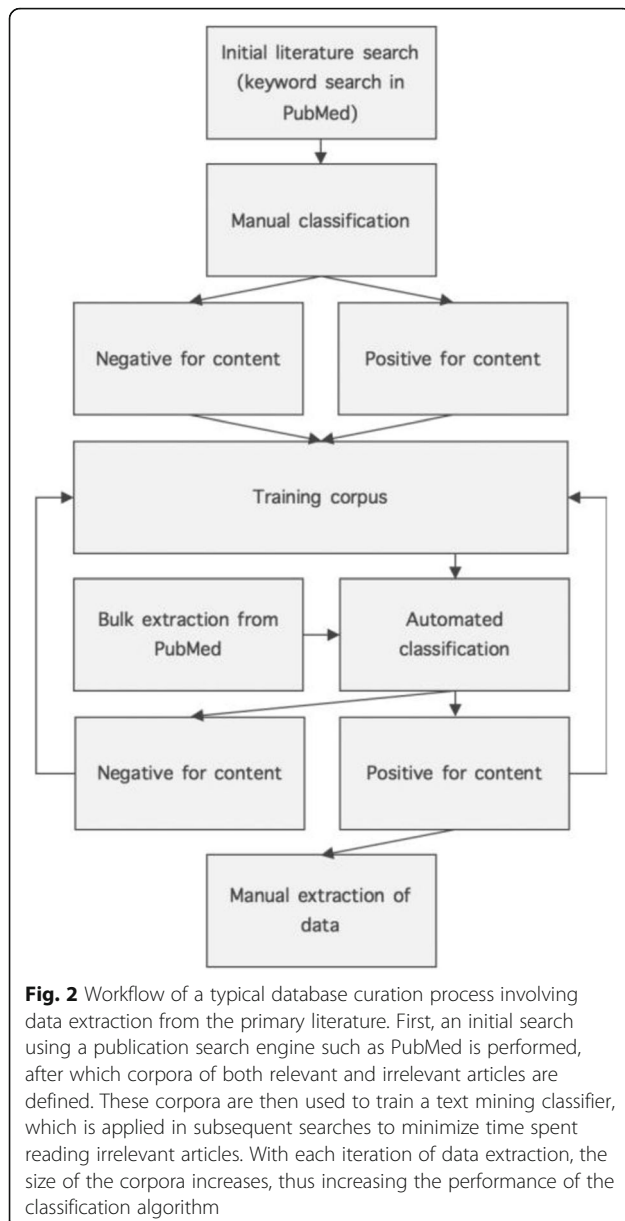 Initial literature search
(keyword search in
PubMed)
Manual classification
Negative for content
Positive for content
Training corpus
Bulk extraction from
PubMed
Automated
classification
Negative for content
Positive for content
Manual extraction of
data
Fig. 2 Workflow of a typical database curation process involving
data extraction from the primary literature. First, an initial search
using a publication search engine such as PubMed is performed,
after which corpora of both relevant and irrelevant articles are
defined. These corpora are then used to train a text mining classifier,
which is applied in subsequent searches to minimize time spent
reading irrelevant articles. With each iteration of data extraction, the
size of the corpora increases, thus increasing the performance of the
classification algorithm